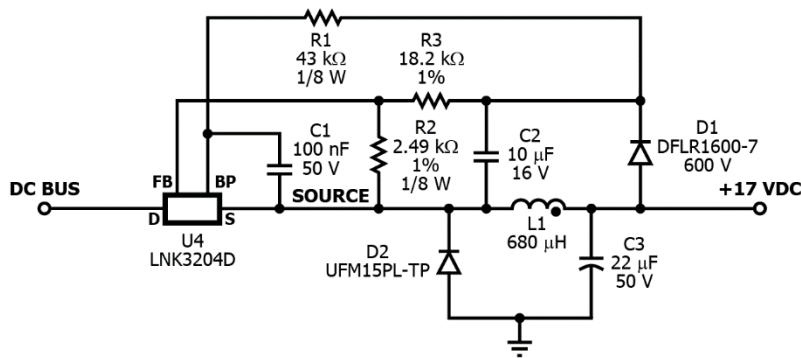 R1
43 kΩ
1/8 W
R3
18.2 kΩ
1%
C1
100 nF
50 V
R2
2.49 kΩ
1%
1/8 W
C2
10 μF
16 V
D1
DFLR1600-7
600 V
DC BUS
FB
BP
SOURCE
+17 VDC
D
S
U4
LNK3204D
L1
680 μH
D2
UFM15PL-TP
C3
22 μF
50 V